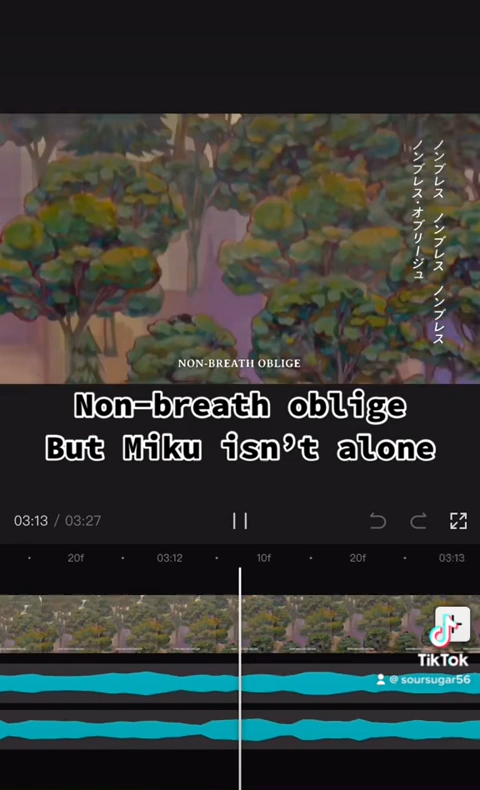 ノンブレス ノンブレス ノンブレス
ノンブレス・オブリージュ
NON-BREATH OBLIGE
Non-breath oblige
But Miku isn't alone
03:13 / 03:27
20f
03:12
10f
20f
03:13
TikTok
@ soursugar56